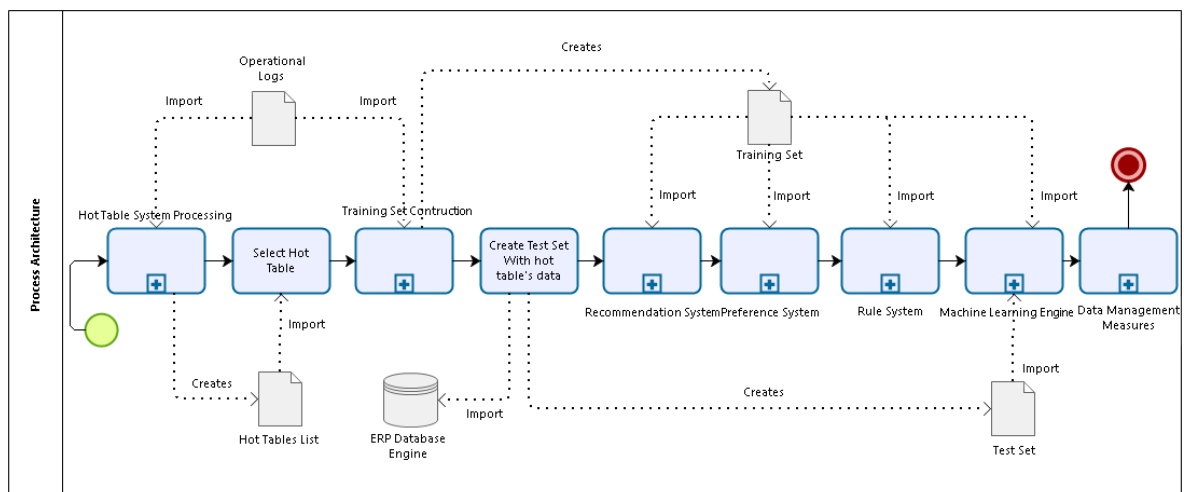 Process Architecture
Creates
Operational
Logs
Import
Import
Training Set
Import
Import
Import
Import
Hot Table System Processing
Training Set Contruction
Select Hot
Table
Create Test Set
With hot
table's data
Recommendation System
Preference System
Rule System
Machine Learning Engine
Data Management
Measures
Import
Creates
Hot Tables List
Import
ERP Database
Engine
Creates
Import
Test Set